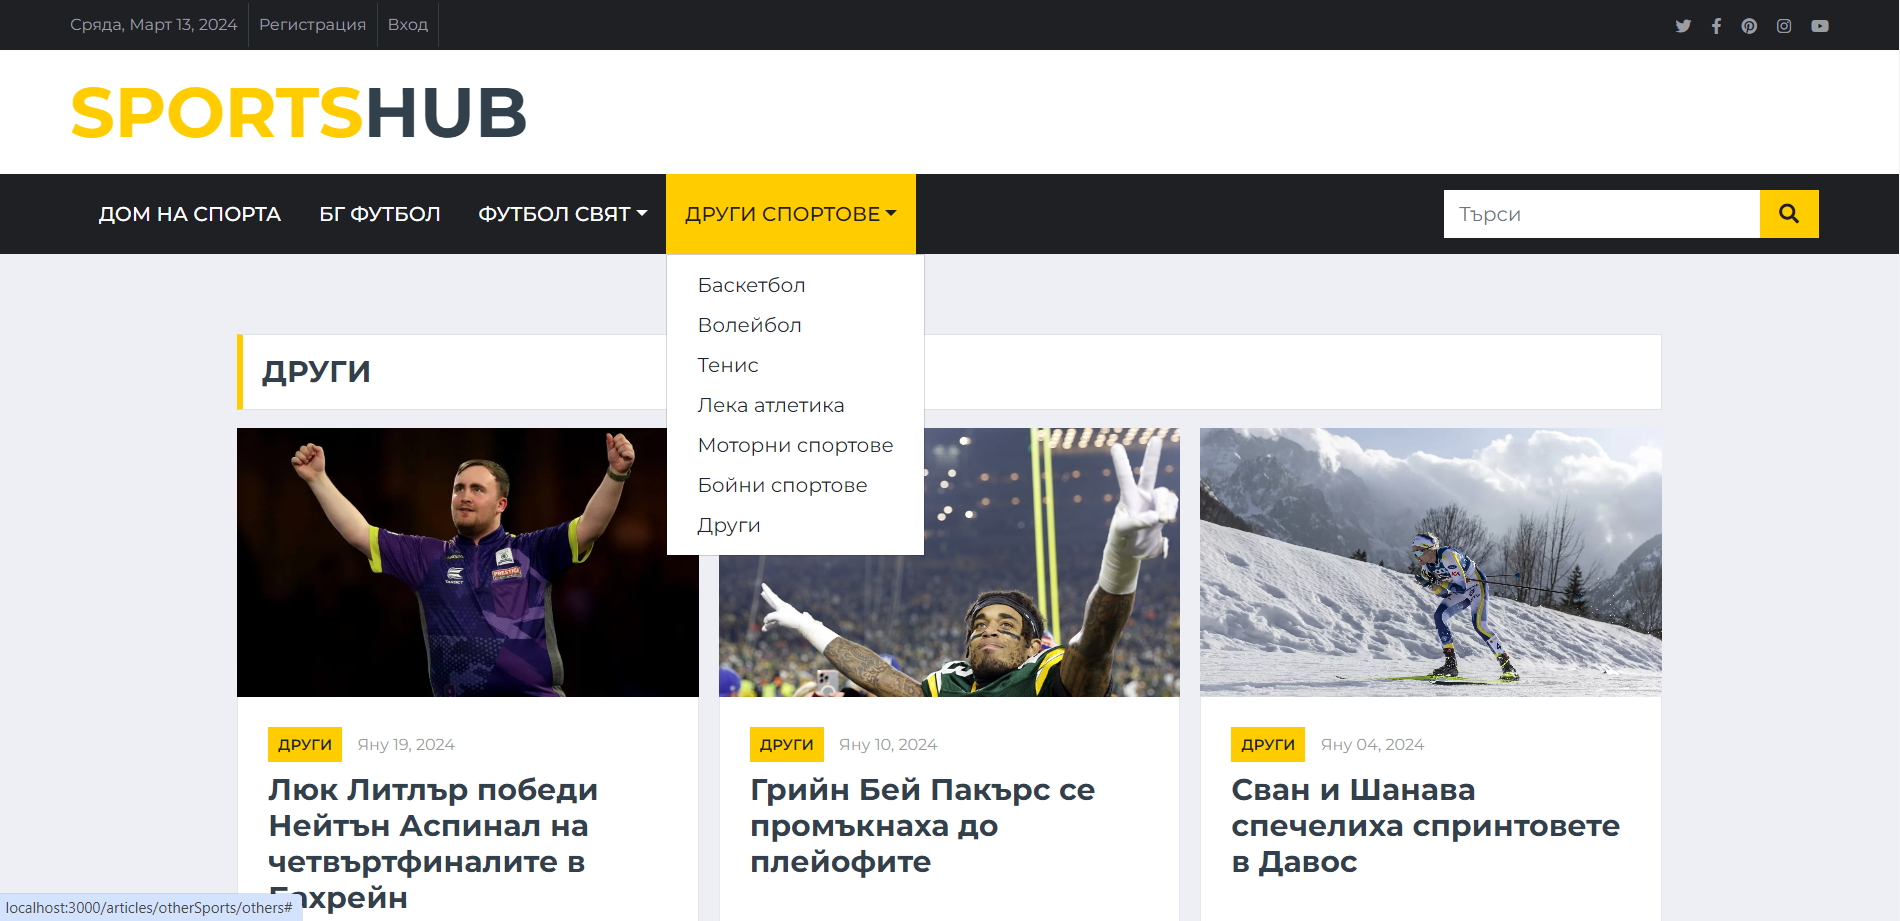 Сряда, Март 13, 2024 Регистрация Вход
SPORTSHUB
ДОМ НА СПОРТА БГ ФУТБОЛ ФУТБОЛ СВЯТ ДРУГИ СПОРТОВЕ Търси
Баскетбол
Волейбол
Тенис
Лека атлетика
Моторни спортове
Бойни спортове
Други
ДРУГИ
TARGET
PRESTIGE
ДРУГИ Яну 19, 2024
Люк Литлър победи
Нейтън Аспинал на
четвъртфиналите в
Бахрейн
ДРУГИ Яну 10, 2024
Грийн Бей Пакърс се
промъкнаха до
плейофите
ДРУГИ Яну 04, 2024
Сван и Шанава
спечелиха спринтовете
в Давос
localhost:3000/articles/otherSports/others#